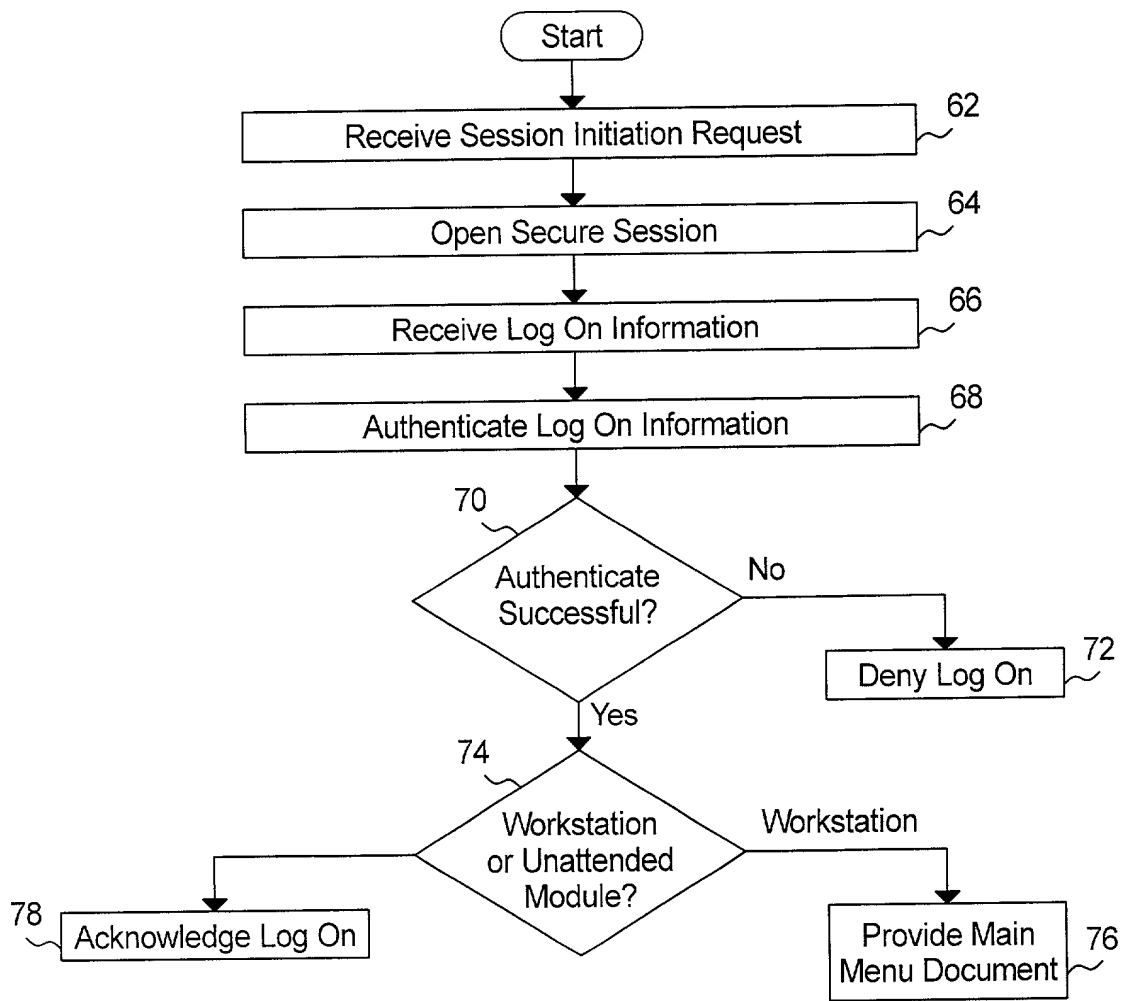 Start
Receive Session Initiation Request
62
Open Secure Session
64
Receive Log On Information
66
Authenticate Log On Information
68
70
Authenticate
Successful?
No
Deny Log On
72
Yes
74
Workstation
or Unattended
Module?
Workstation
78
Acknowledge Log On
Provide Main
Menu Document
76